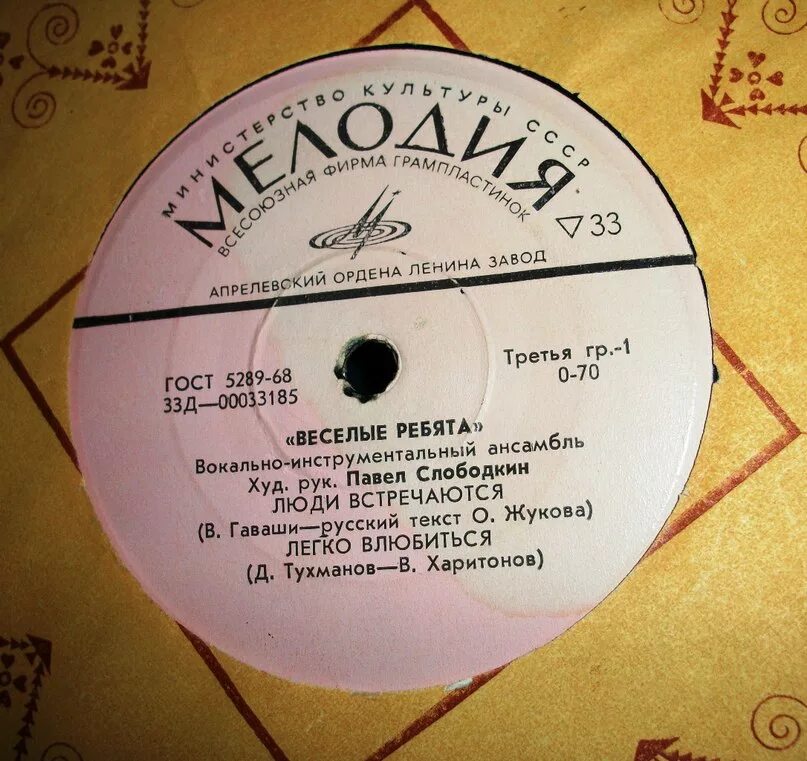 МИНИСТЕРСТВО КУЛЬТУРЫ СССР
МЕЛОДИЯ
ВСЕСОЮЗНАЯ ФИРМА ГРАМПЛАСТИНОК
33
АПРЕЛЕВСКИЙ ОРДЕНА ЛЕНИНА ЗАВОД
ГОСТ 5289-68
33Д—00033185
Третья гр.-1
0-70
«ВЕСЕЛЫЕ РЕБЯТА»
Вокально-инструментальный ансамбль
Худ. рук. Павел Слободкин
ЛЮДИ ВСТРЕЧАЮТСЯ
(В. Гаваши—русский текст О. Жукова)
ЛЕГКО ВЛЮБИТЬСЯ
(Д. Тухманов—В. Харитонов)